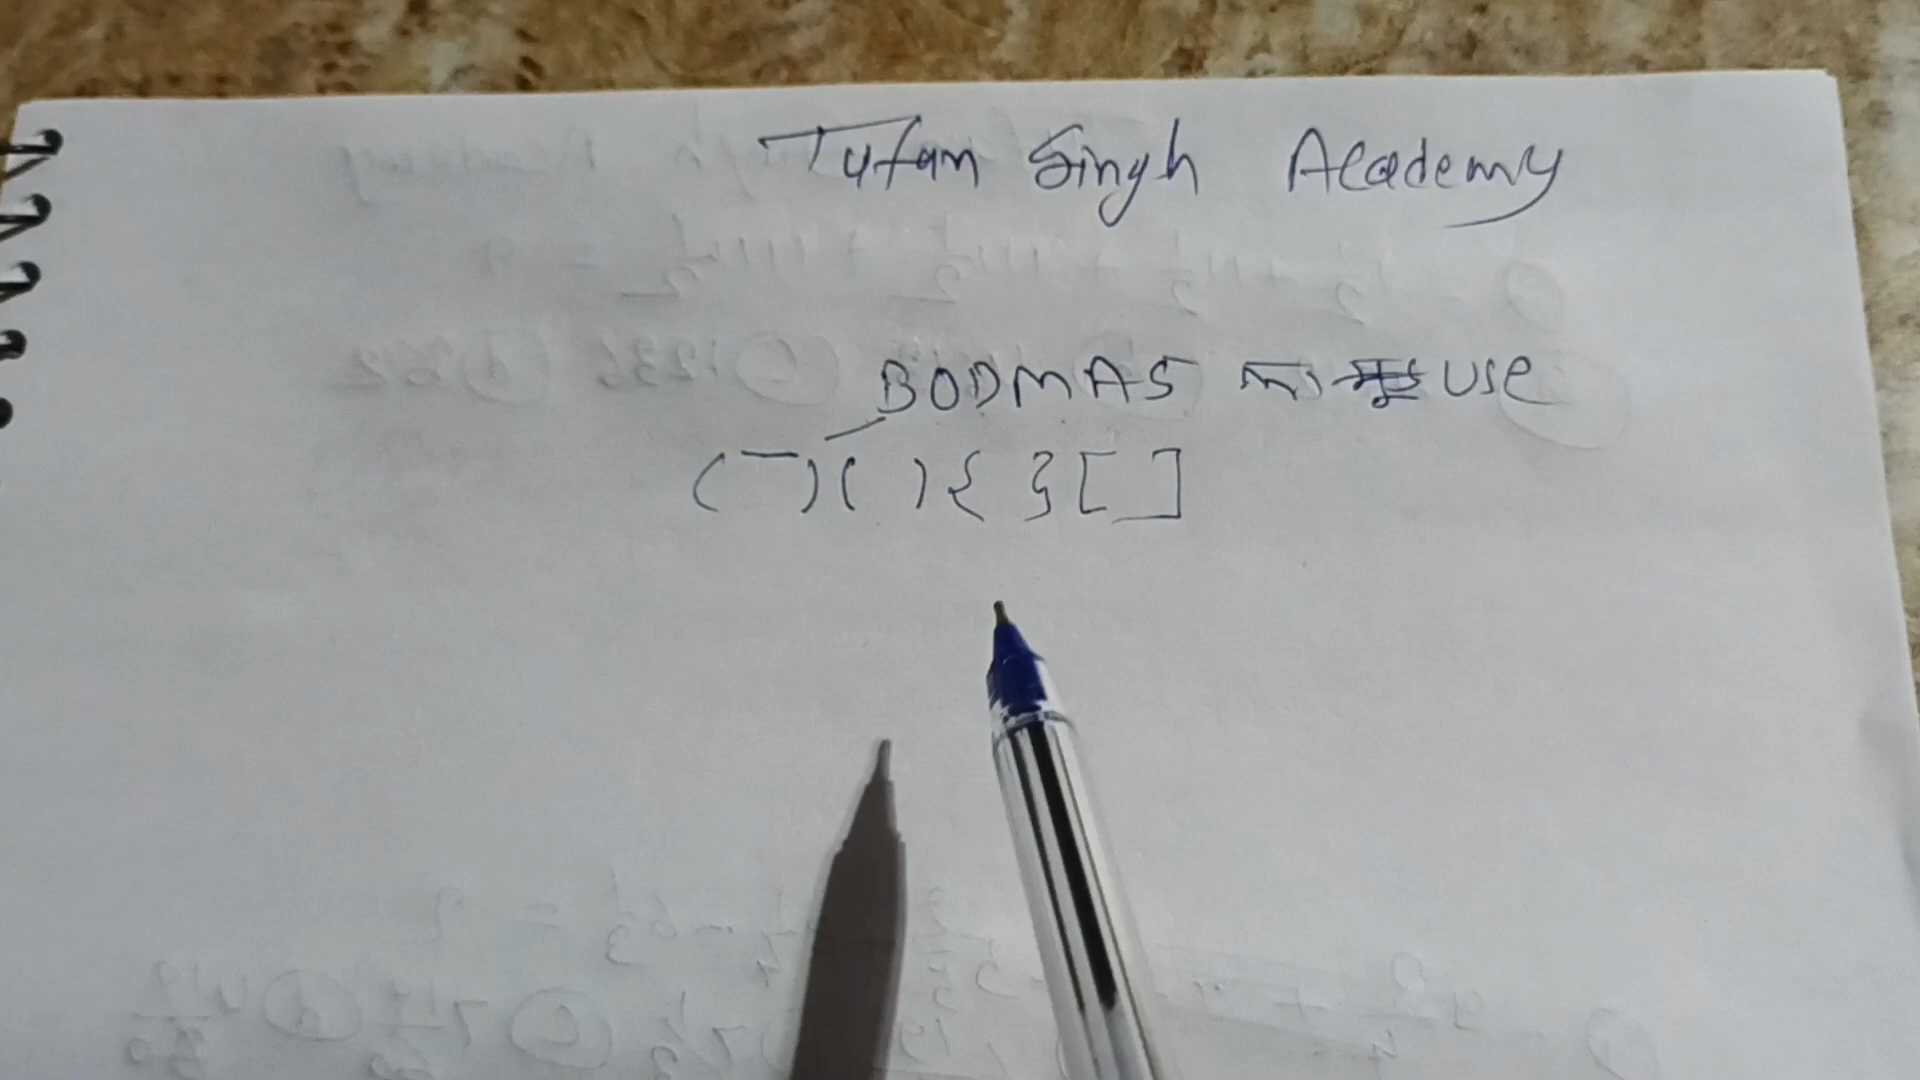 Tufan Singh Academy
BODMAS का use
(‾)( ){ }[ ]